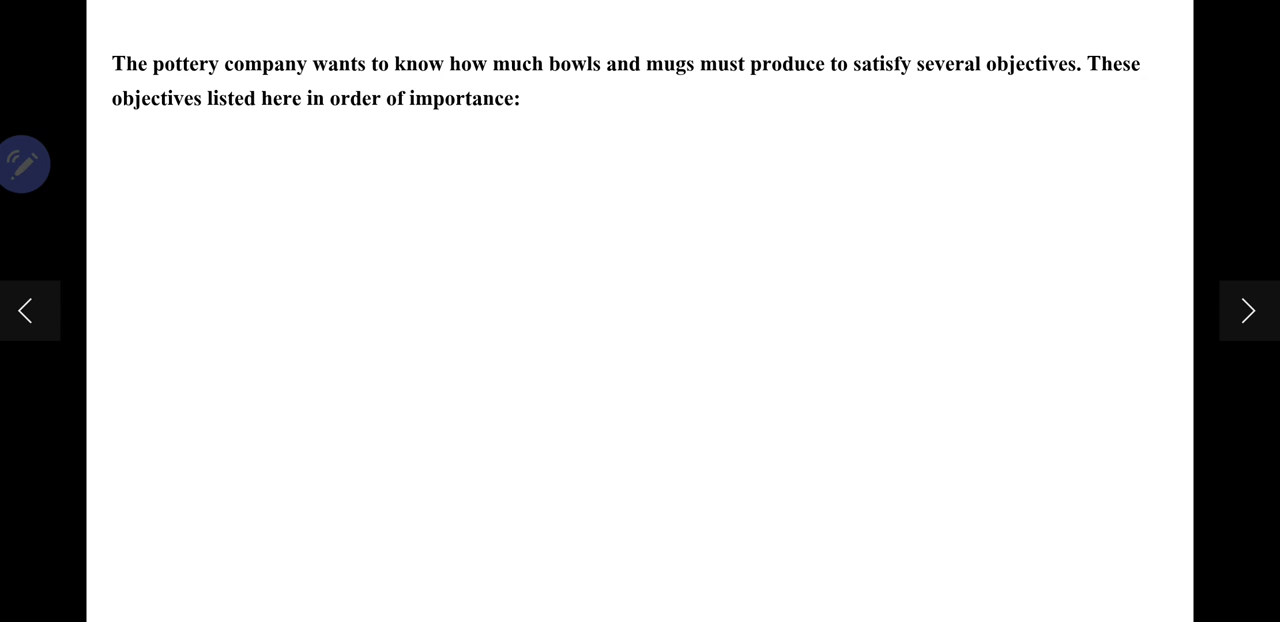 The pottery company wants to know how much bowls and mugs must produce to satisfy several objectives. These
objectives listed here in order of importance: